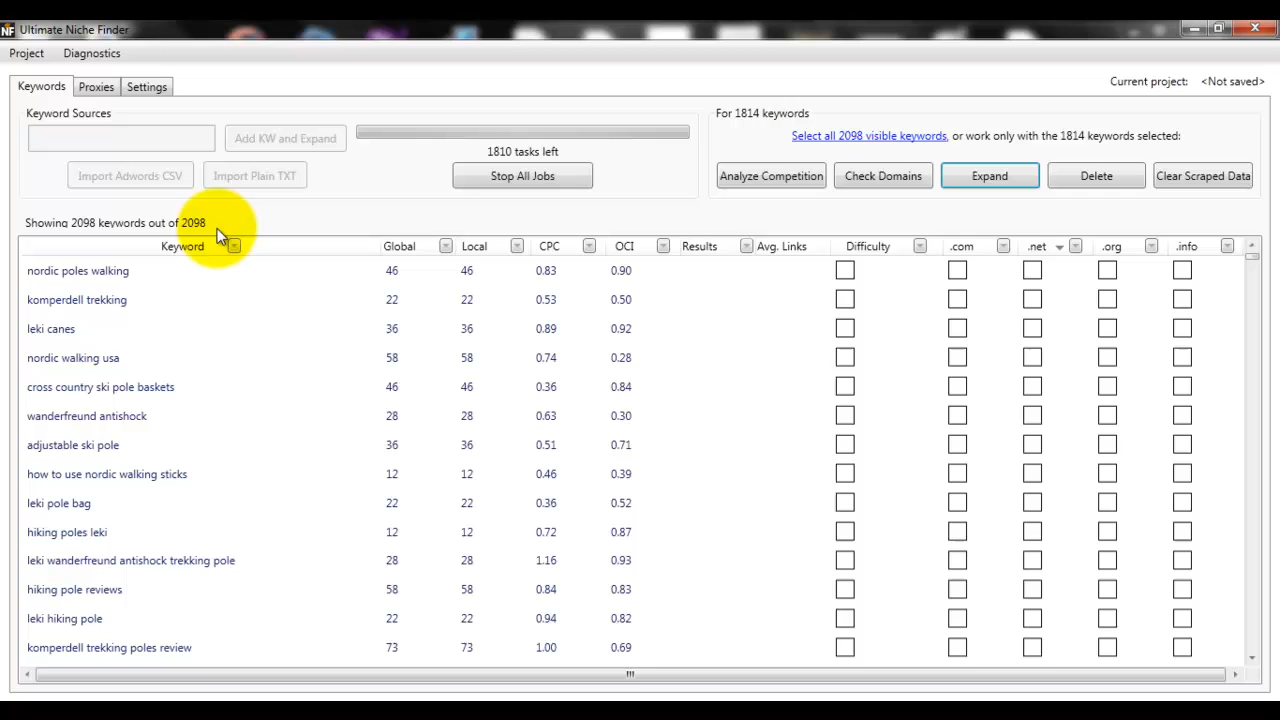 NF Ultimate Niche Finder
Project Diagnostics
Keywords Proxies Settings Current project: <Not saved>
Keyword Sources For 1814 keywords
Add KW and Expand Select all 2098 visible keywords, or work only with the 1814 keywords selected:
1810 tasks left
Import Adwords CSV Import Plain TXT Stop All Jobs Analyze Competition Check Domains Expand Delete Clear Scraped Data
Showing 2098 keywords out of 2098
Keyword Global Local CPC OCI Results Avg. Links Difficulty .com .net .org .info
nordic poles walking 46 46 0.83 0.90
komperdell trekking 22 22 0.53 0.50
leki canes 36 36 0.89 0.92
nordic walking usa 58 58 0.74 0.28
cross country ski pole baskets 46 46 0.36 0.84
wanderfreund antishock 28 28 0.63 0.30
adjustable ski pole 36 36 0.51 0.71
how to use nordic walking sticks 12 12 0.46 0.39
leki pole bag 22 22 0.36 0.52
hiking poles leki 12 12 0.72 0.87
leki wanderfreund antishock trekking pole 28 28 1.16 0.93
hiking pole reviews 58 58 0.84 0.83
leki hiking pole 22 22 0.94 0.82
komperdell trekking poles review 73 73 1.00 0.69